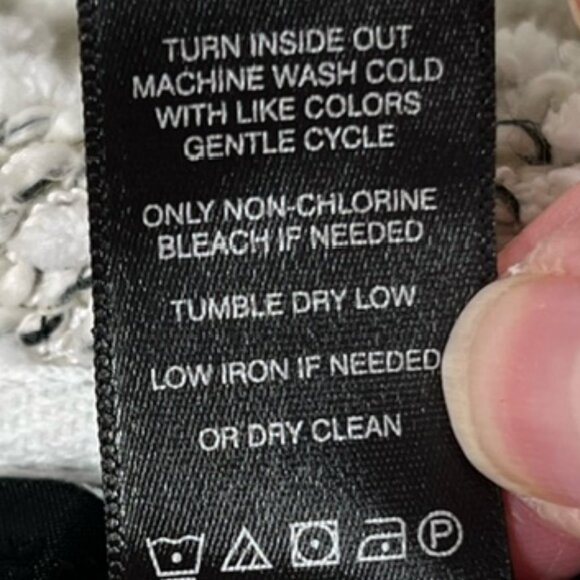 TURN INSIDE OUT
MACHINE WASH COLD
WITH LIKE COLORS
GENTLE CYCLE
ONLY NON-CHLORINE
BLEACH IF NEEDED
TUMBLE DRY LOW
LOW IRON IF NEEDED
OR DRY CLEAN
P